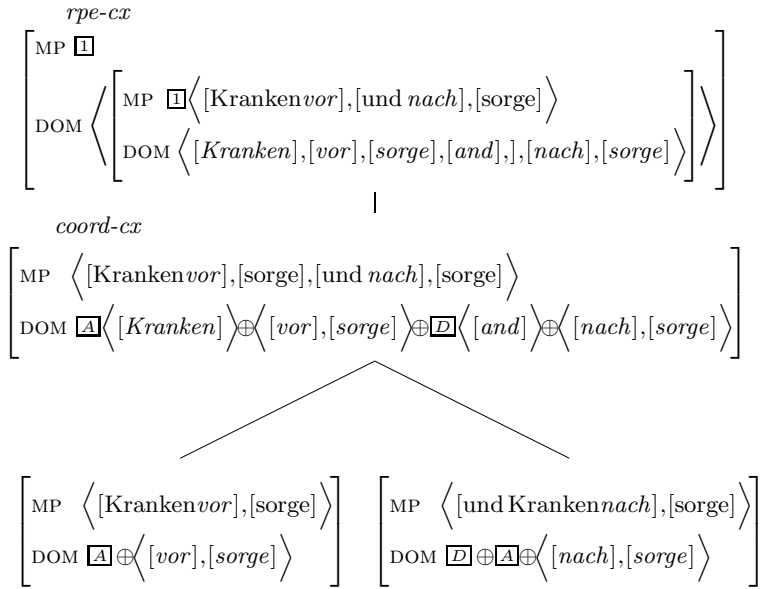 rpe-cx
MP 1
MP 1⟨[Krankenvor],[und nach],[sorge]⟩
DOM ⟨
DOM ⟨[Kranken],[vor],[sorge],[and],],[nach],[sorge]⟩⟩
coord-cx
MP ⟨[Krankenvor],[sorge],[und nach],[sorge]⟩
DOM A⟨[Kranken]⟩⊕⟨[vor],[sorge]⟩⊕D⟨[and]⟩⊕⟨[nach],[sorge]⟩
MP ⟨[Krankenvor],[sorge]⟩
DOM A⊕⟨[vor],[sorge]⟩
MP ⟨[und Krankennach],[sorge]⟩
DOM D⊕A⊕⟨[nach],[sorge]⟩